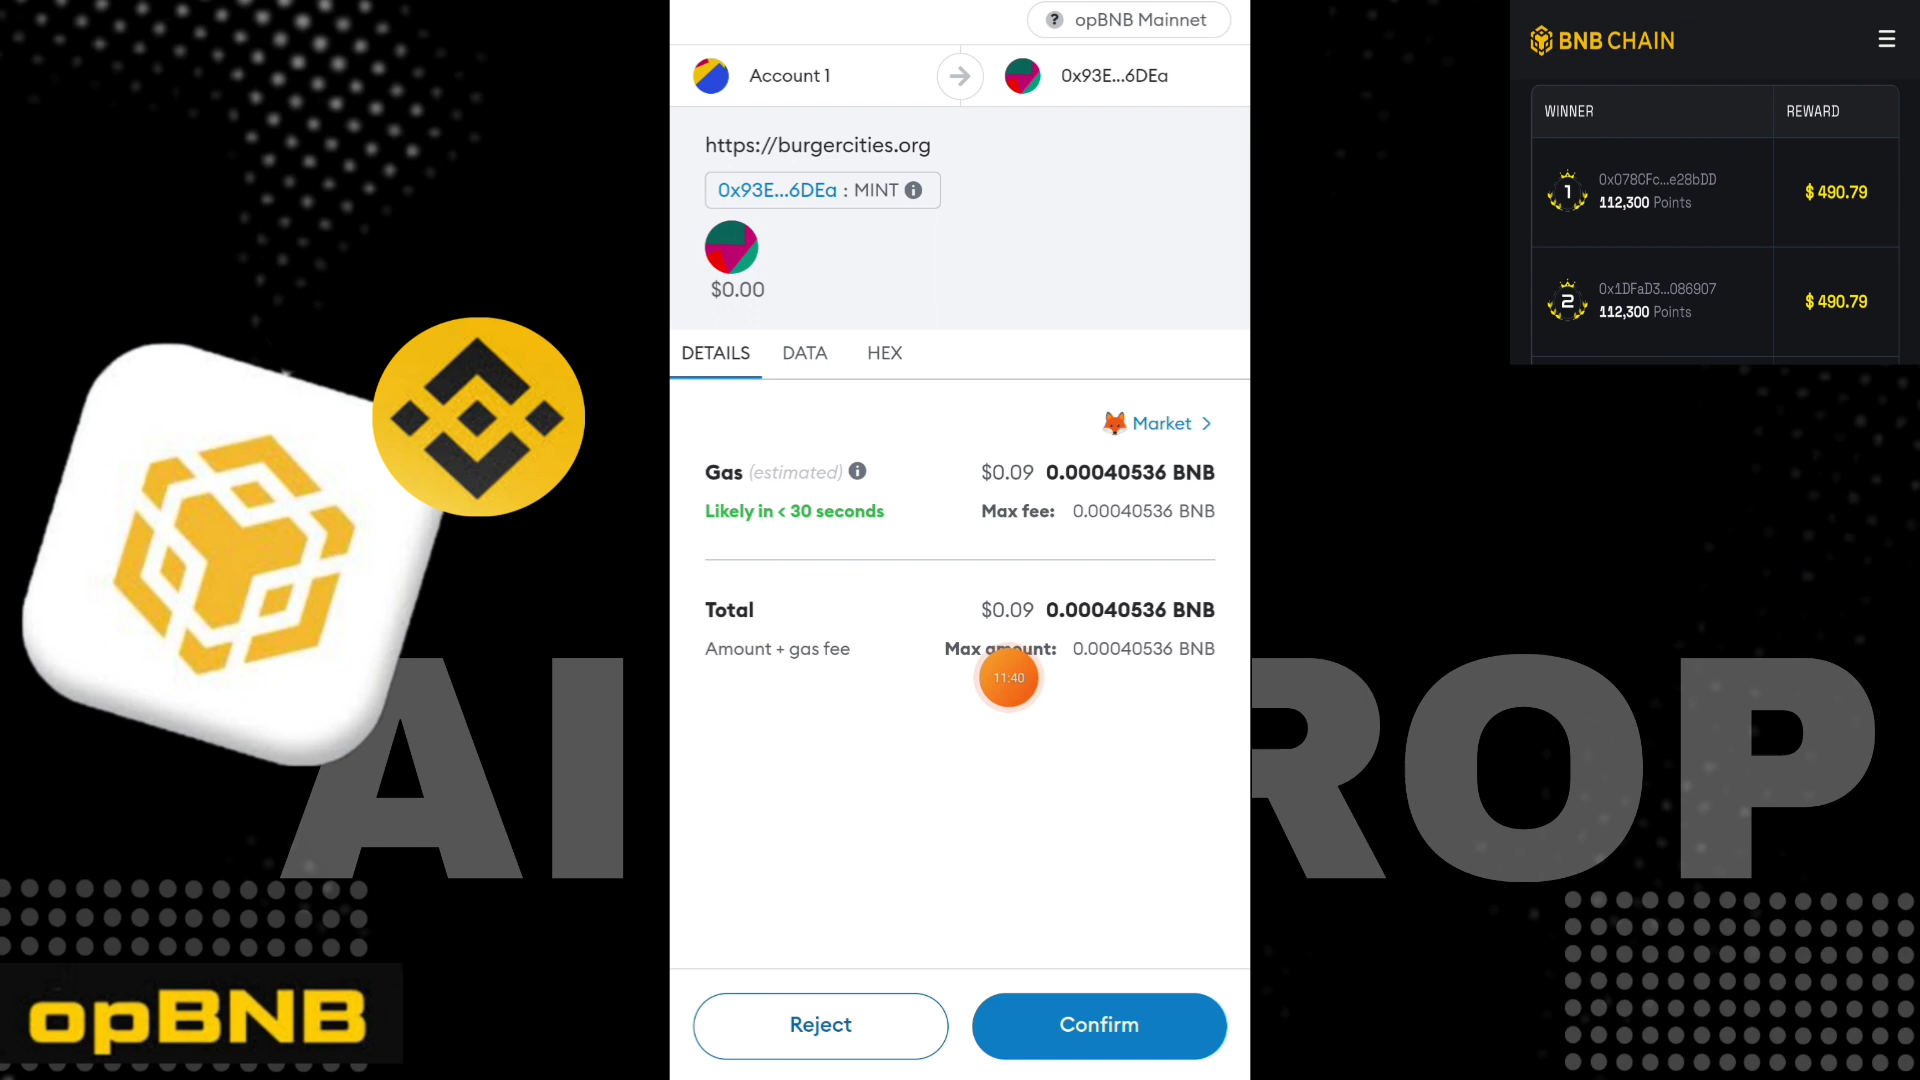 opBNB Mainnet
Account 1
0x93E...6DEa
https://burgercities.org
0x93E...6DEa : MINT
$0.00
DETAILS
DATA
HEX
Market >
Gas (estimated)
$0.09 0.00040536 BNB
Likely in < 30 seconds
Max fee: 0.00040536 BNB
Total
$0.09 0.00040536 BNB
Amount + gas fee
Max amount: 0.00040536 BNB
11:40
Reject
Confirm
BNB CHAIN
WINNER
REWARD
1
0x078CFc...e28bDD
112,300 Points
$ 490.79
2
0x1DFaD3...086907
112,300 Points
$ 490.79
AI
ROP
opBNB